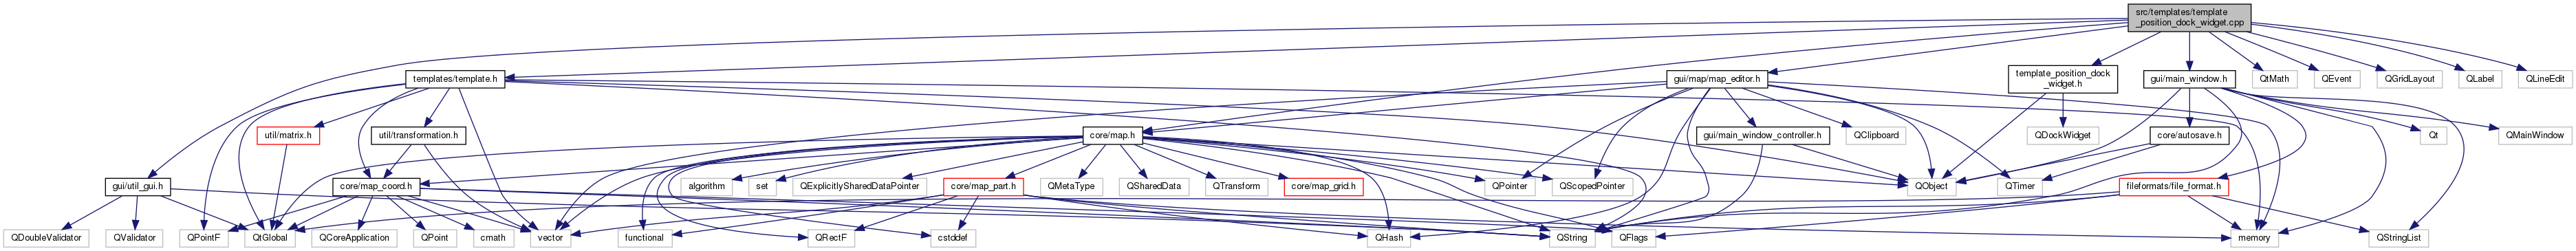 src/templates/template
_position_dock_widget.cpp
templates/template.h
gui/map/map_editor.h
template_position_dock
_widget.h
gui/main_window.h
QtMath
QEvent
QGridLayout
QLabel
QLineEdit
util/matrix.h
util/transformation.h
core/map.h
gui/main_window_controller.h
QClipboard
QDockWidget
core/autosave.h
Qt
QMainWindow
gui/util_gui.h
core/map_coord.h
algorithm
set
QExplicitlySharedDataPointer
core/map_part.h
QMetaType
QSharedData
QTransform
core/map_grid.h
QPointer
QScopedPointer
QObject
QTimer
fileformats/file_format.h
QDoubleValidator
QValidator
QPointF
QtGlobal
QCoreApplication
QPoint
cmath
vector
functional
QRectF
cstddef
QHash
QString
QFlags
memory
QStringList